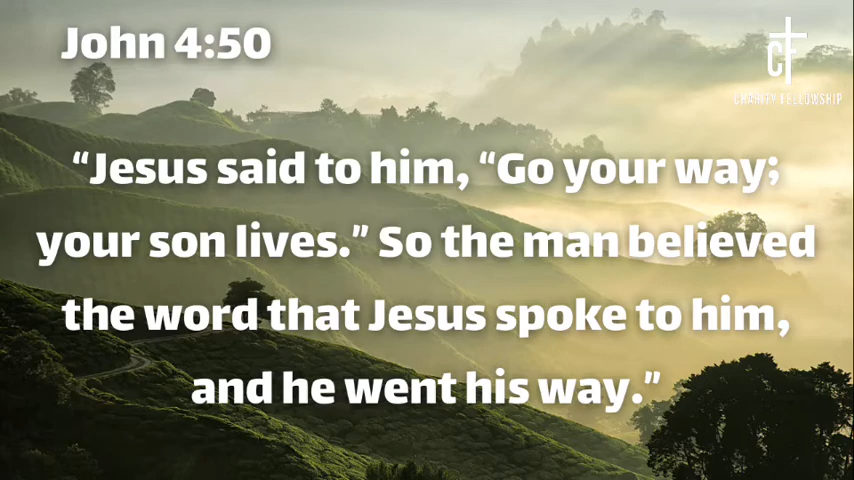 John 4:50
CF
CHARITY FELLOWSHIP
“Jesus said to him, “Go your way;
your son lives.” So the man believed
the word that Jesus spoke to him,
and he went his way.”